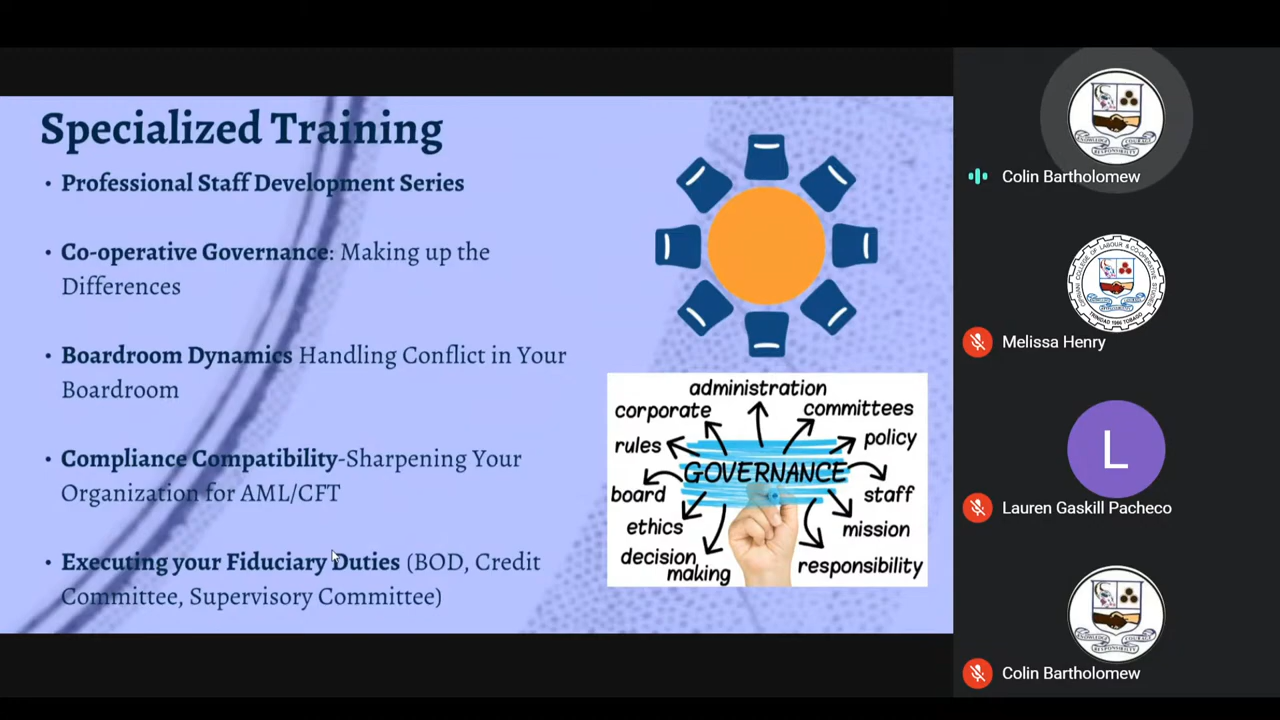 Specialized Training
• Professional Staff Development Series
• Co-operative Governance: Making up the
Differences
• Boardroom Dynamics Handling Conflict in Your
Boardroom
• Compliance Compatibility-Sharpening Your
Organization for AML/CFT
• Executing your Fiduciary Duties (BOD, Credit
Committee, Supervisory Committee)
administration
corporate
committees
rules
policy
GOVERNANCE
board
staff
ethics
mission
decision
making
responsibility
Colin Bartholomew
Melissa Henry
L
Lauren Gaskill Pacheco
Colin Bartholomew